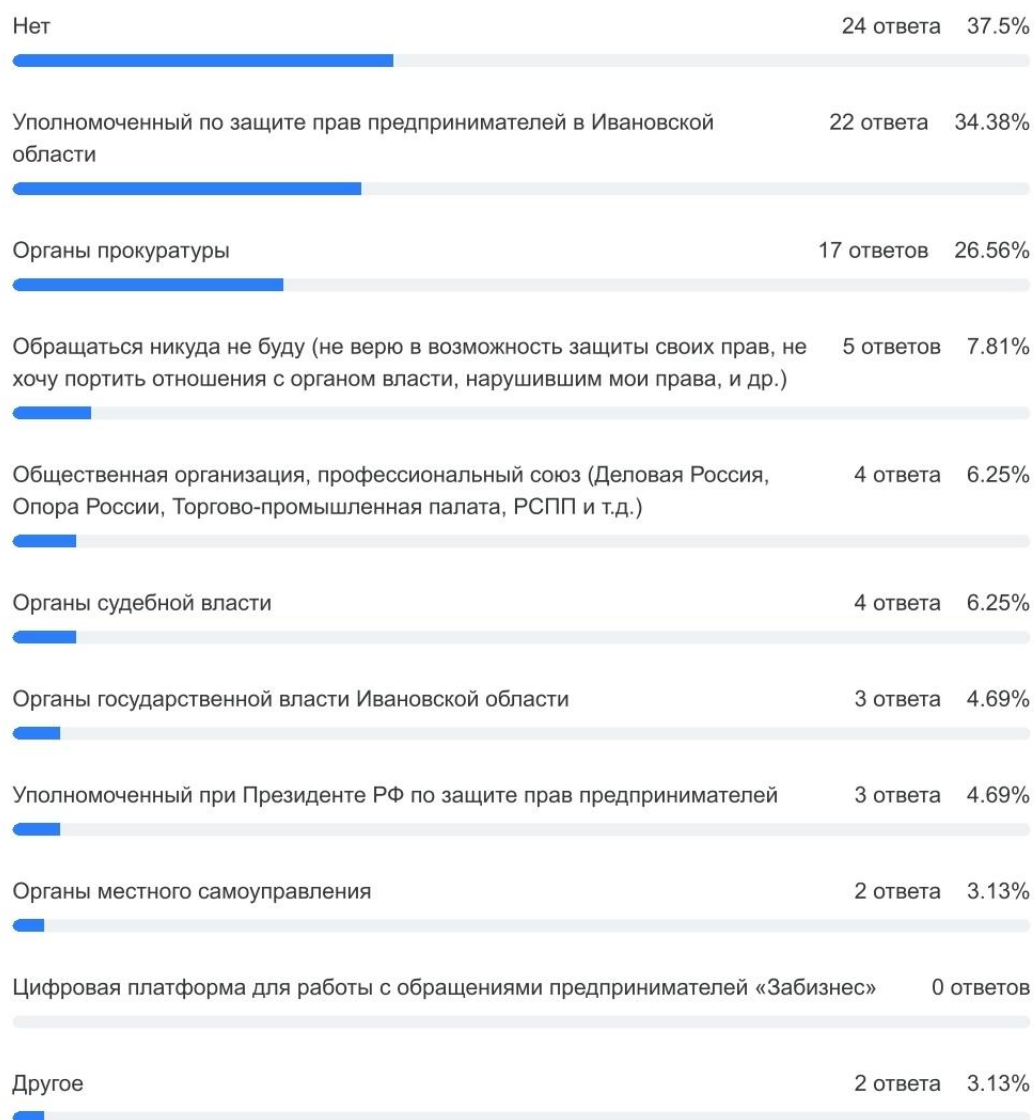 Нет 24 ответа 37.5%
Уполномоченный по защите прав предпринимателей в Ивановской 22 ответа 34.38%
области
Органы прокуратуры 17 ответов 26.56%
Обращаться никуда не буду (не верю в возможность защиты своих прав, не 5 ответов 7.81%
хочу портить отношения с органом власти, нарушившим мои права, и др.)
Общественная организация, профессиональный союз (Деловая Россия, 4 ответа 6.25%
Опора России, Торгово-промышленная палата, РСПП и т.д.)
Органы судебной власти 4 ответа 6.25%
Органы государственной власти Ивановской области 3 ответа 4.69%
Уполномоченный при Президенте РФ по защите прав предпринимателей 3 ответа 4.69%
Органы местного самоуправления 2 ответа 3.13%
Цифровая платформа для работы с обращениями предпринимателей «Забизнес» 0 ответов
Другое 2 ответа 3.13%